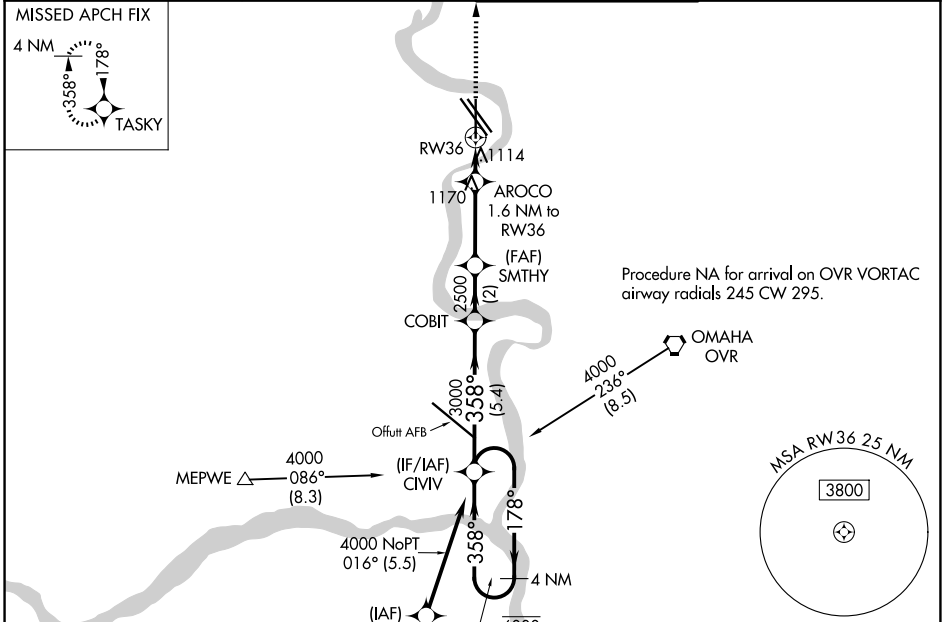 MISSED APCH FIX
4 NM
358°
178°
TASKY
RW36
1114
1170
AROCO
1.6 NM to
RW36
(FAF)
SMTHY
2500
(2)
COBIT
Procedure NA for arrival on OVR VORTAC
airway radials 245 CW 295.
OMAHA
OVR
4000
236°
(8.5)
3000
358°
(5.4)
Offutt AFB
MEPWE
4000
086°
(8.3)
(IF/IAF)
CIVIV
178°
358°
4 NM
4000 NoPT
016° (5.5)
(IAF)
MSA RW36 25 NM
3800